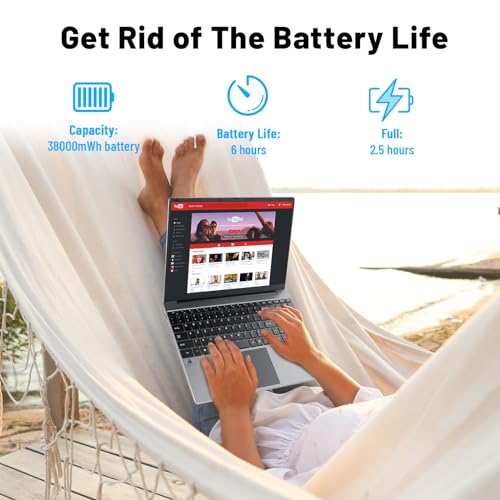 Get Rid of The Battery Life
Capacity:
38000mWh battery
Battery Life:
6 hours
Full:
2.5 hours